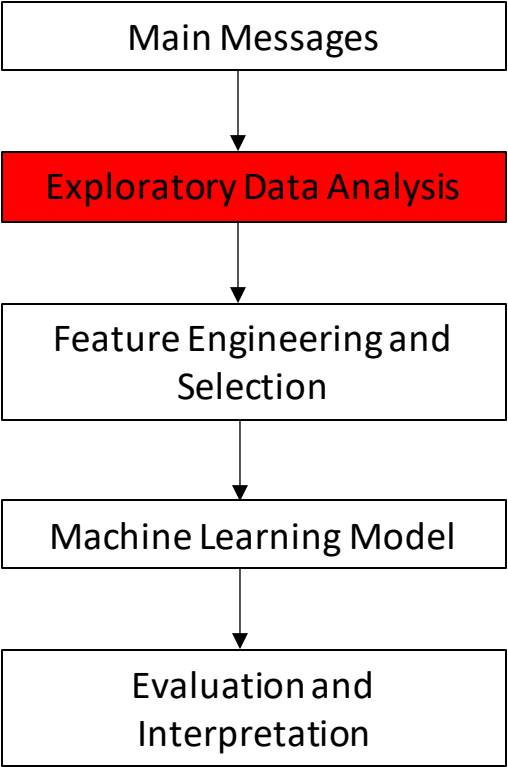 Main Messages
Exploratory Data Analysis
Feature Engineering and
Selection
Machine Learning Model
Evaluation and
Interpretation